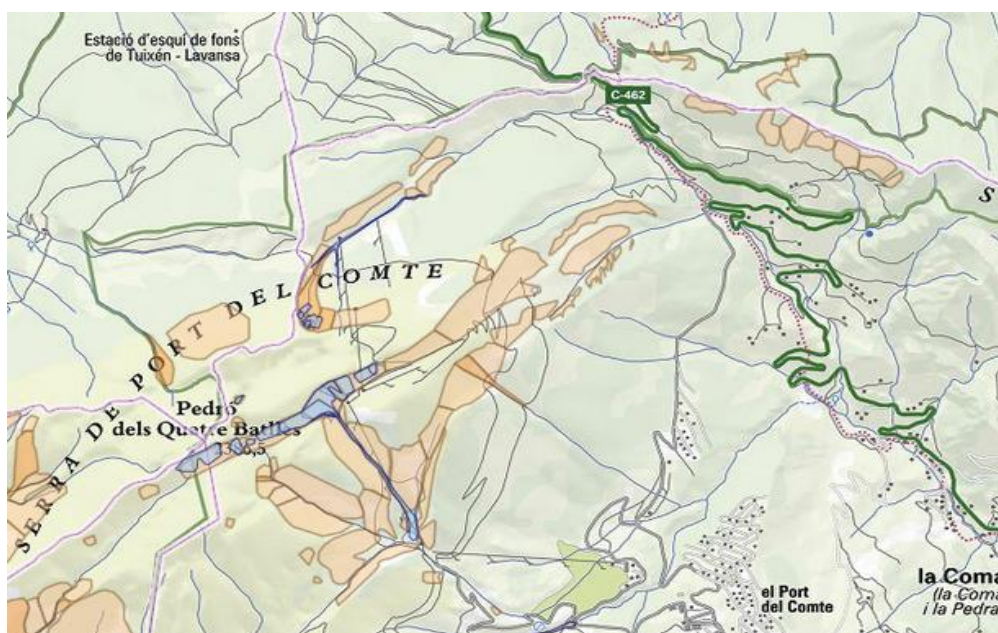 Estació d'esquí de fons
de Tuixén - Lavansa
C-462
S
SERRA DE PORT DEL COMTE
Pedró
dels Quatre Batlles
el Port
del Comte
la Coma
(la Coma
i la Pedra